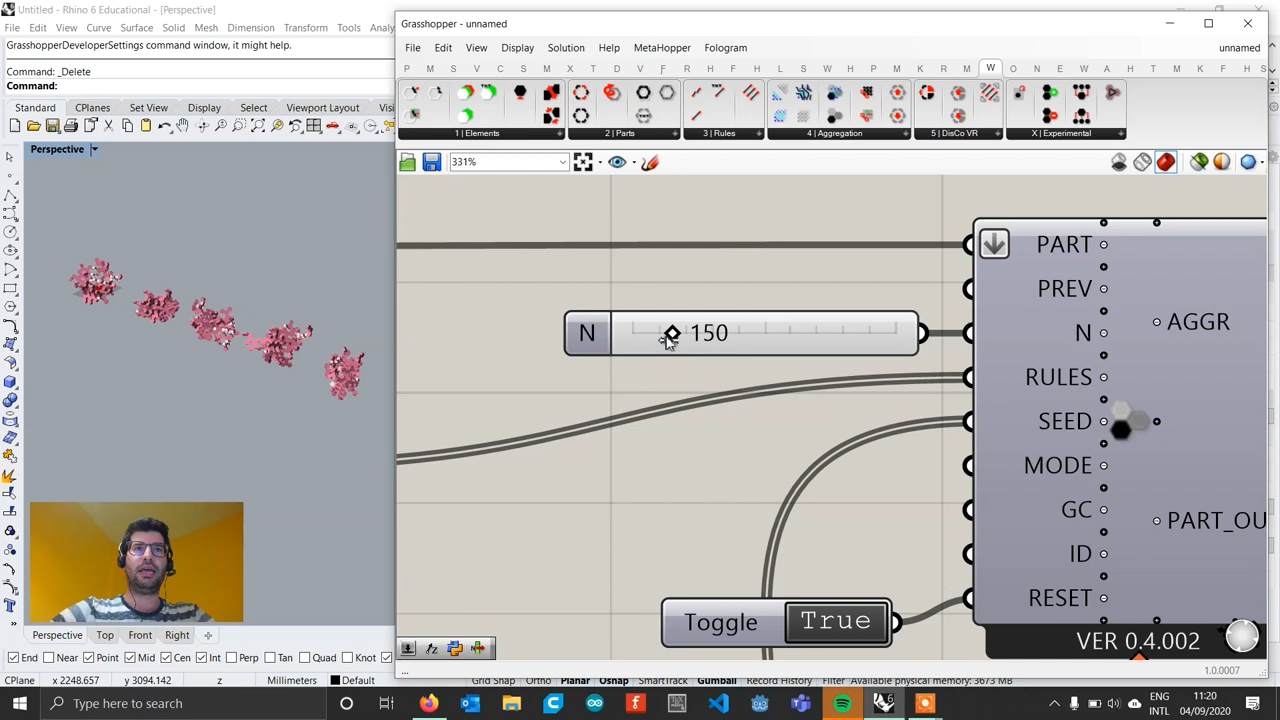 Untitled - Rhino 6 Educational - [Perspective]
File Edit View Curve Surface Solid Mesh Dimension Transform Tools
GrasshopperDeveloperSettings command window, it might help.
Command: _Delete
Command:
Standard CPlanes Set View Display Select Viewport Layout
Perspective
Grasshopper - unnamed
File Edit View Display Solution Help MetaHopper Fologram unnamed
P M S V C S M X T D V F R H R H L S W H P M K R M W O N E W A H C T D H S
1 | Elements 2 | Parts 3 | Rules 4 | Aggregation 5 | DisCo VR X | Experimental
331%
PART
PREV
N 150
N
RULES
SEED
MODE
GC
ID
RESET
AGGR
PART_OU
Toggle True
VER 0.4.002
... 1.0.0007
Perspective Top Front Right
End Near Point Mid Cen Int Perp Tan Quad Knot
CPlane x 2248.657 y 3094.142 z Millimeters Default Grid Snap Ortho Planar Osnap SmartTrack Gumball Record History Filter Available physical memory: 3673 MB
Type here to search
ENG
INTL
11:20
04/09/2020